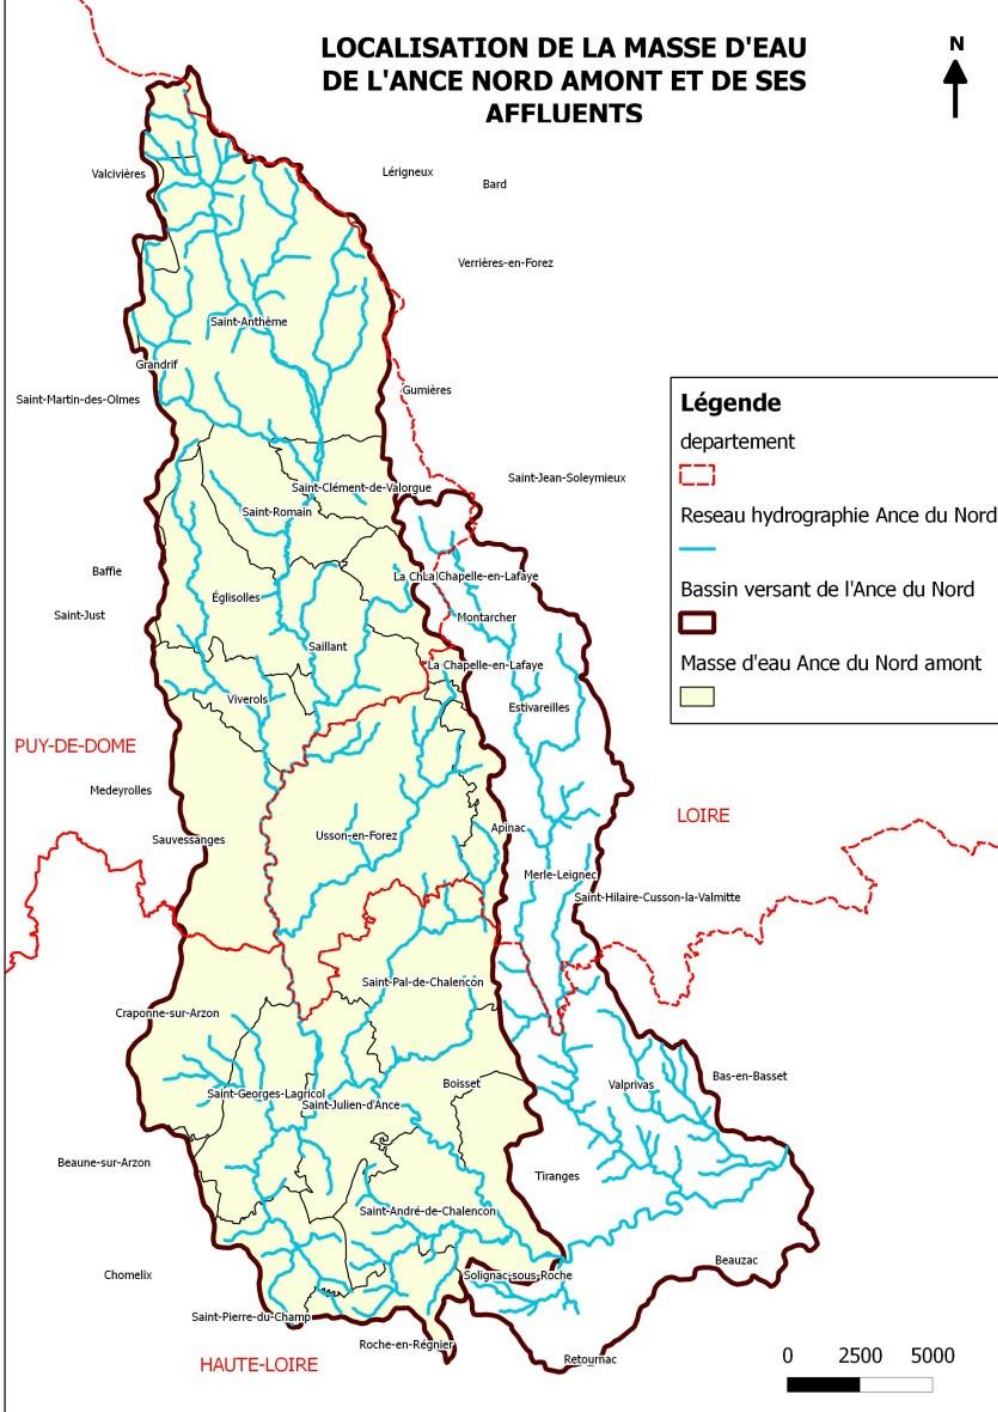 LOCALISATION DE LA MASSE D'EAU
DE L'ANCE NORD AMONT ET DE SES
AFFLUENTS
N
Valcivières
Lérigneux
Bard
Verrières-en-Forez
Saint-Anthème
Grandrif
Saint-Martin-des-Olmes
Gumières
Légende
departement
Reseau hydrographie Ance du Nord
Bassin versant de l'Ance du Nord
Masse d'eau Ance du Nord amont
Saint-Jean-Soleymieux
Saint-Clément-de-Valorgue
Saint-Romain
Baffie
La ChLa Chapelle-en-Lafaye
Églisolles
Saint-Just
Montarcher
Saillant
La Chapelle-en-Lafaye
Viverols
Estivareilles
PUY-DE-DOME
Medeyrolles
LOIRE
Sauvessanges
Usson-en-Forez
Apinac
Merle-Leignec
Saint-Hilaire-Cusson-la-Valmitte
Saint-Pal-de-Chalencon
Craponne-sur-Arzon
Bas-en-Basset
Boisset
Valprivas
Saint-Georges-Lagricol
Saint-Julien-d'Ance
Beaune-sur-Arzon
Tiranges
Saint-André-de-Chalencon
Beauzac
Chomelix
Solignac-sous-Roche
Saint-Pierre-du-Champ
Roche-en-Régnier
Retournac
HAUTE-LOIRE
0 2500 5000